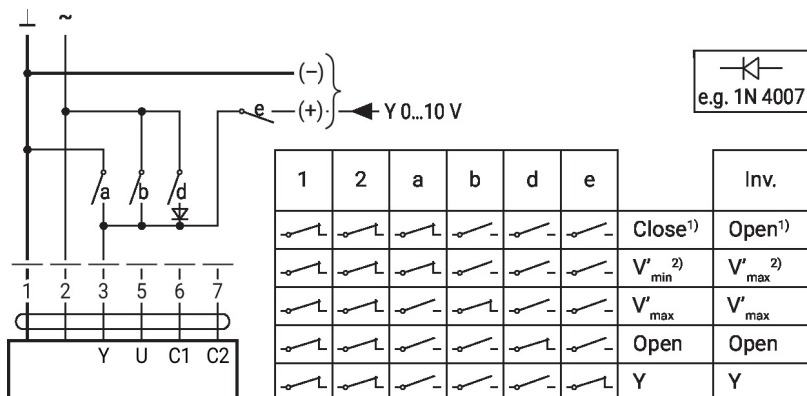 ⊥ ~
(–)
e (+) Y 0...10 V
e.g. 1N 4007
a b d
1 2 3 5 6 7
Y U C1 C2
1 2 a b d e Inv.
Close¹⁾ Open¹⁾
V'min²⁾ V'max²⁾
V'max V'max
Open Open
Y Y